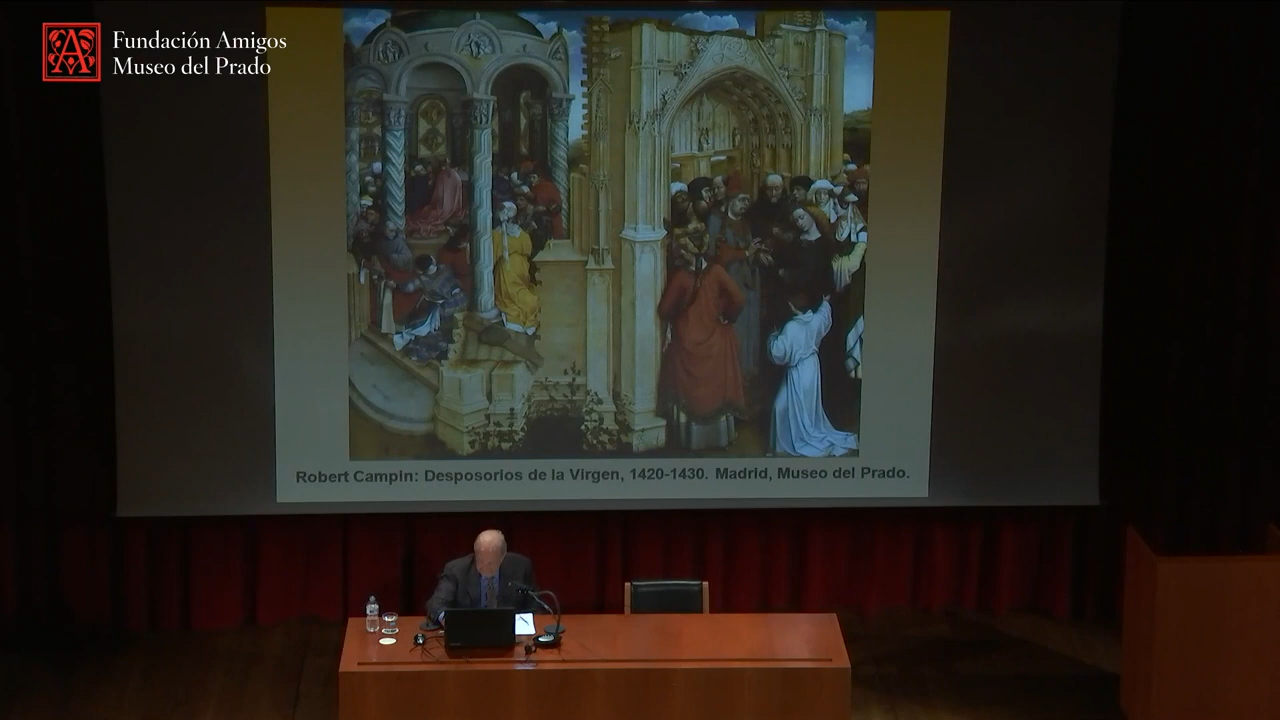 Fundación Amigos
Museo del Prado
Robert Campin: Desposorios de la Virgen, 1420-1430. Madrid, Museo del Prado.